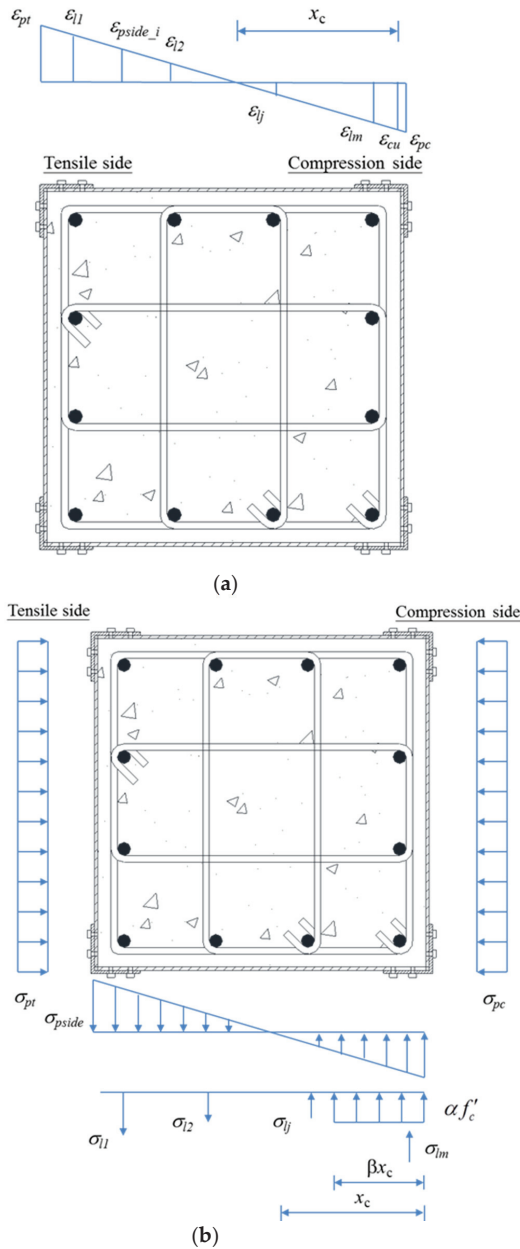 ε_pt
ε_l1
ε_pside_i
ε_l2
x_c
ε_lj
ε_lm
ε_cu
ε_pc
Tensile side
Compression side
(a)
Tensile side
Compression side
σ_pt
σ_pc
σ_pside
σ_l1
σ_l2
σ_lj
αf′_c
σ_lm
βx_c
x_c
(b)